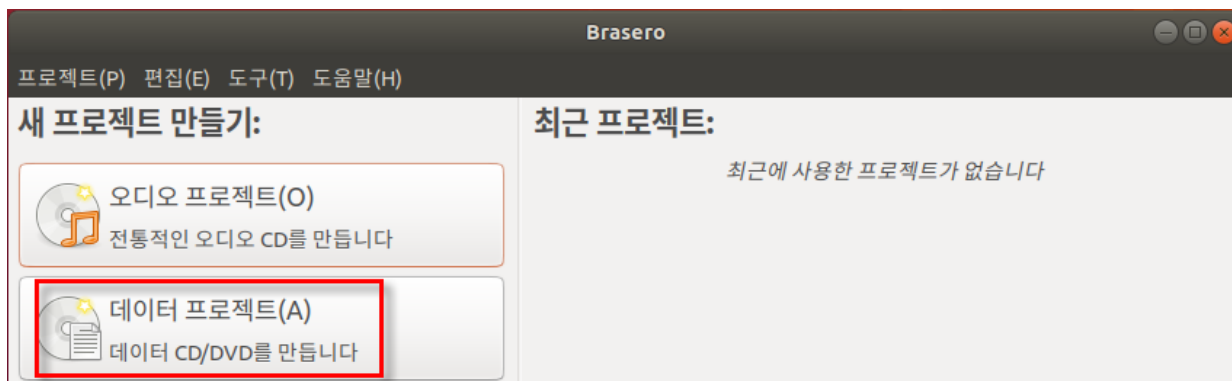 Brasero
프로젝트(P) 편집(E) 도구(T) 도움말(H)
새 프로젝트 만들기:
오디오 프로젝트(O)
전통적인 오디오 CD를 만듭니다
데이터 프로젝트(A)
데이터 CD/DVD를 만듭니다
최근 프로젝트:
최근에 사용한 프로젝트가 없습니다